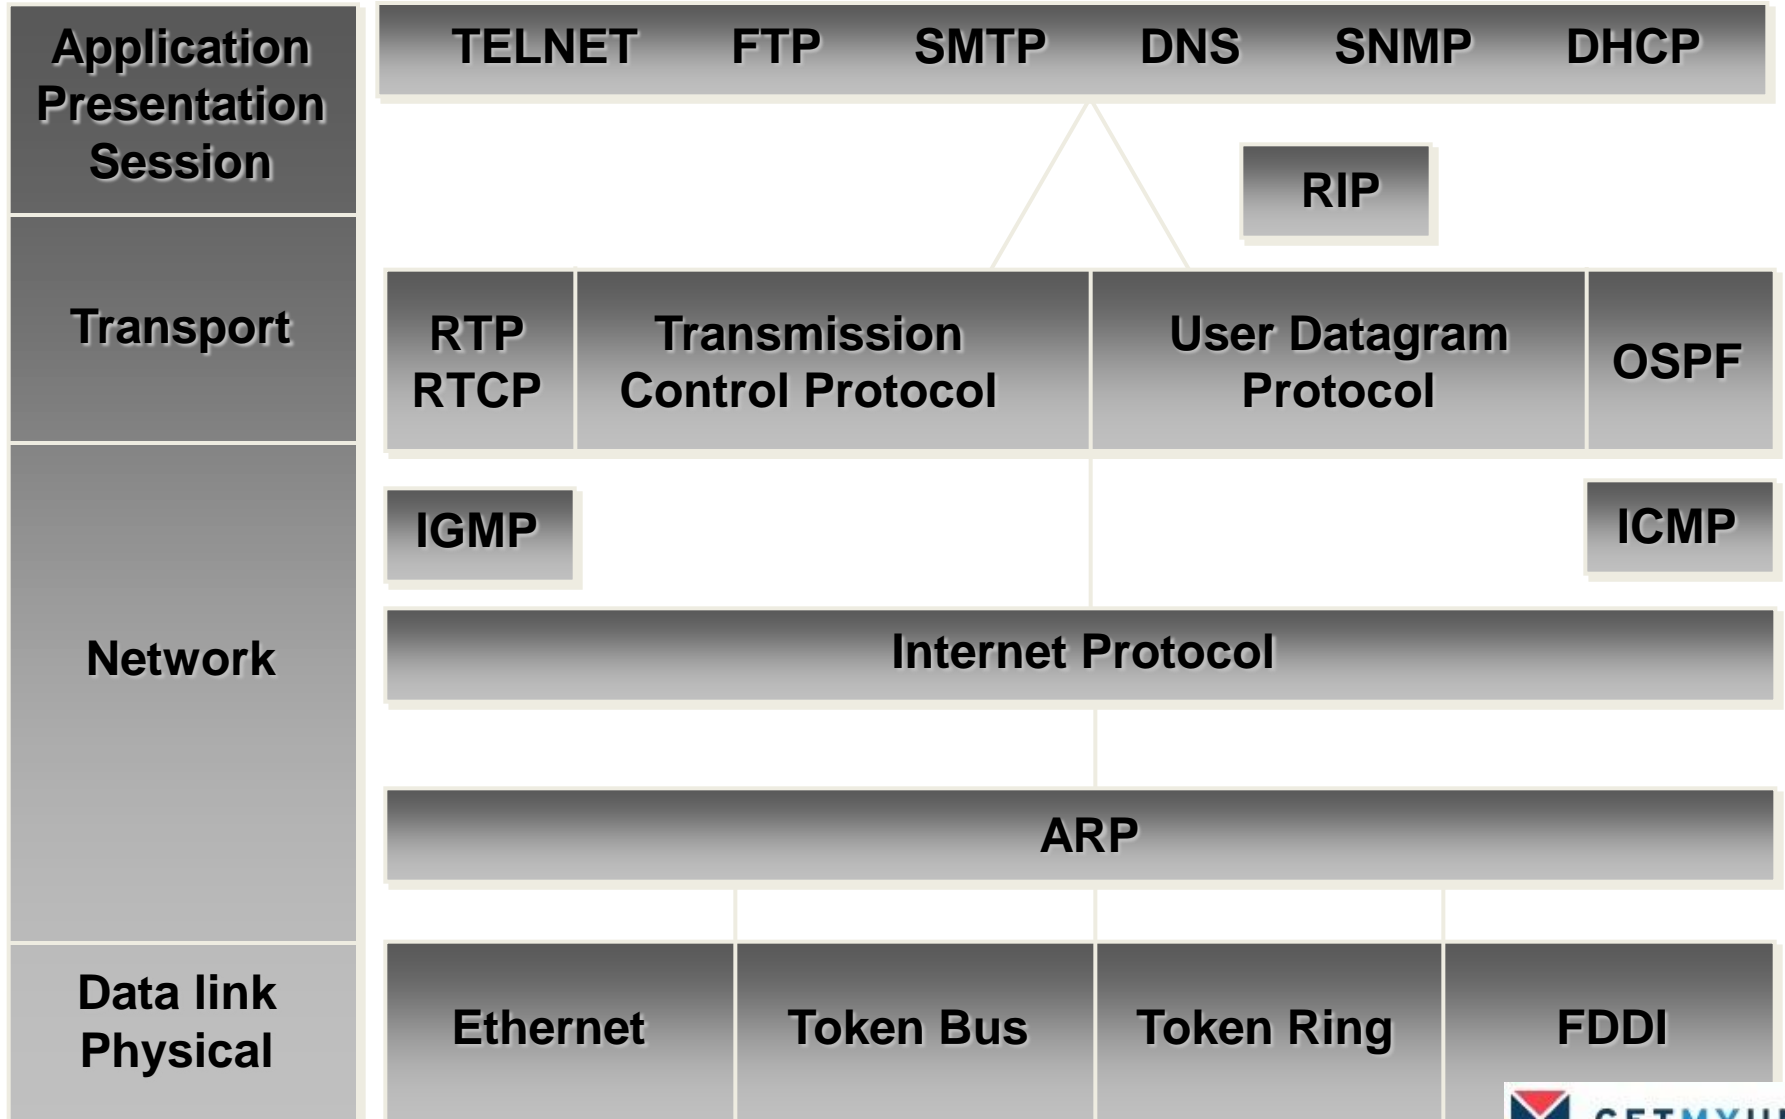 Application
Presentation
Session
TELNET FTP SMTP DNS SNMP DHCP
RIP
Transport
RTP
RTCP
Transmission
Control Protocol
User Datagram
Protocol
OSPF
IGMP
ICMP
Network
Internet Protocol
ARP
Data link
Physical
Ethernet
Token Bus
Token Ring
FDDI